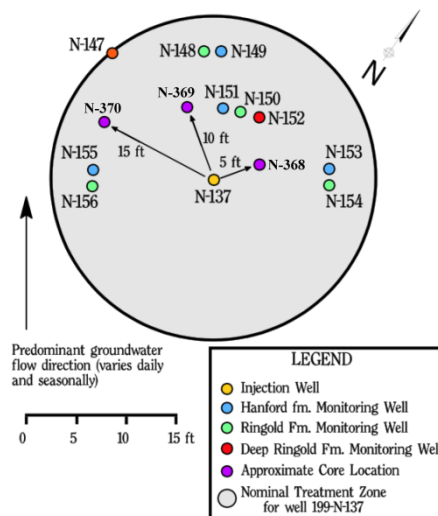 N-147
N-148
N-149
N
N-369
N-151
N-150
N-370
N-152
10 ft
15 ft
N-155
N-153
5 ft
N-368
N-156
N-137
N-154
Predominant groundwater
flow direction (varies daily
and seasonally)
0 5 10 15 ft
LEGEND
Injection Well
Hanford fm. Monitoring Well
Ringold Fm. Monitoring Well
Deep Ringold Fm. Monitoring Well
Approximate Core Location
Nominal Treatment Zone
for well 199-N-137